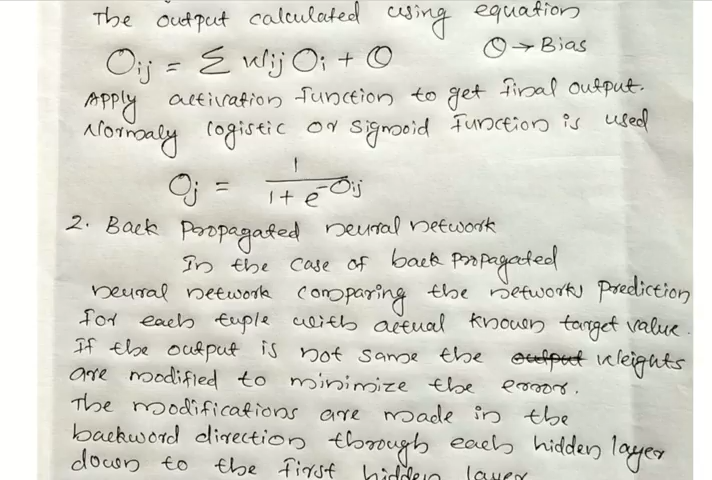 The output calculated using equation
Oij = Σ wij Oi + Θ Θ → Bias
Apply activation function to get final output.
Normaly logistic or sigmoid function is used
Oj = 1 / 1 + e^-Oij
2. Back Propagated neural network
In the case of back propagated
neural network comparing the networks prediction
for each tuple with actual known target value.
If the output is not same the output weights
are modified to minimize the error.
The modifications are made in the
backword direction through each hidden layer
down to the first hidden layer